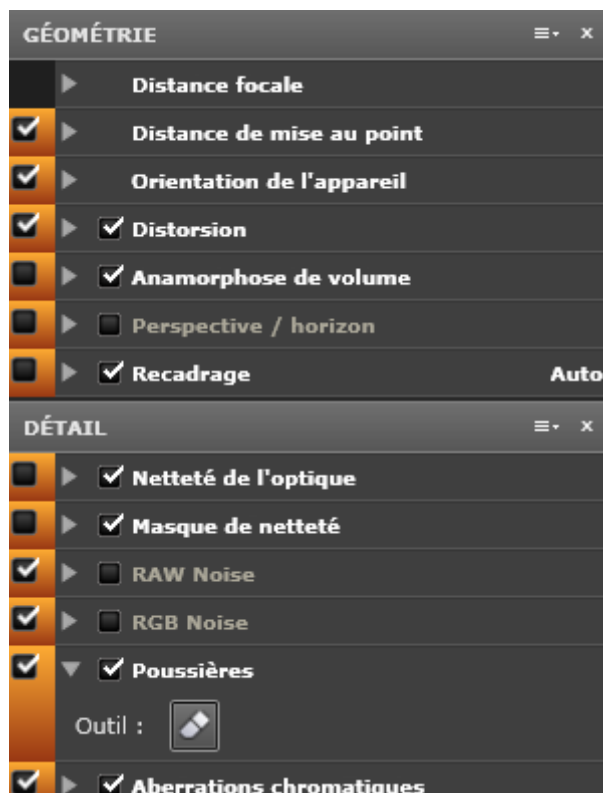 GÉOMÉTRIE
Distance focale
Distance de mise au point
Orientation de l'appareil
Distorsion
Anamorphose de volume
Perspective / horizon
Recadrage Auto
DÉTAIL
Netteté de l'optique
Masque de netteté
RAW Noise
RGB Noise
Poussières
Outil :
Aberrations chromatiques